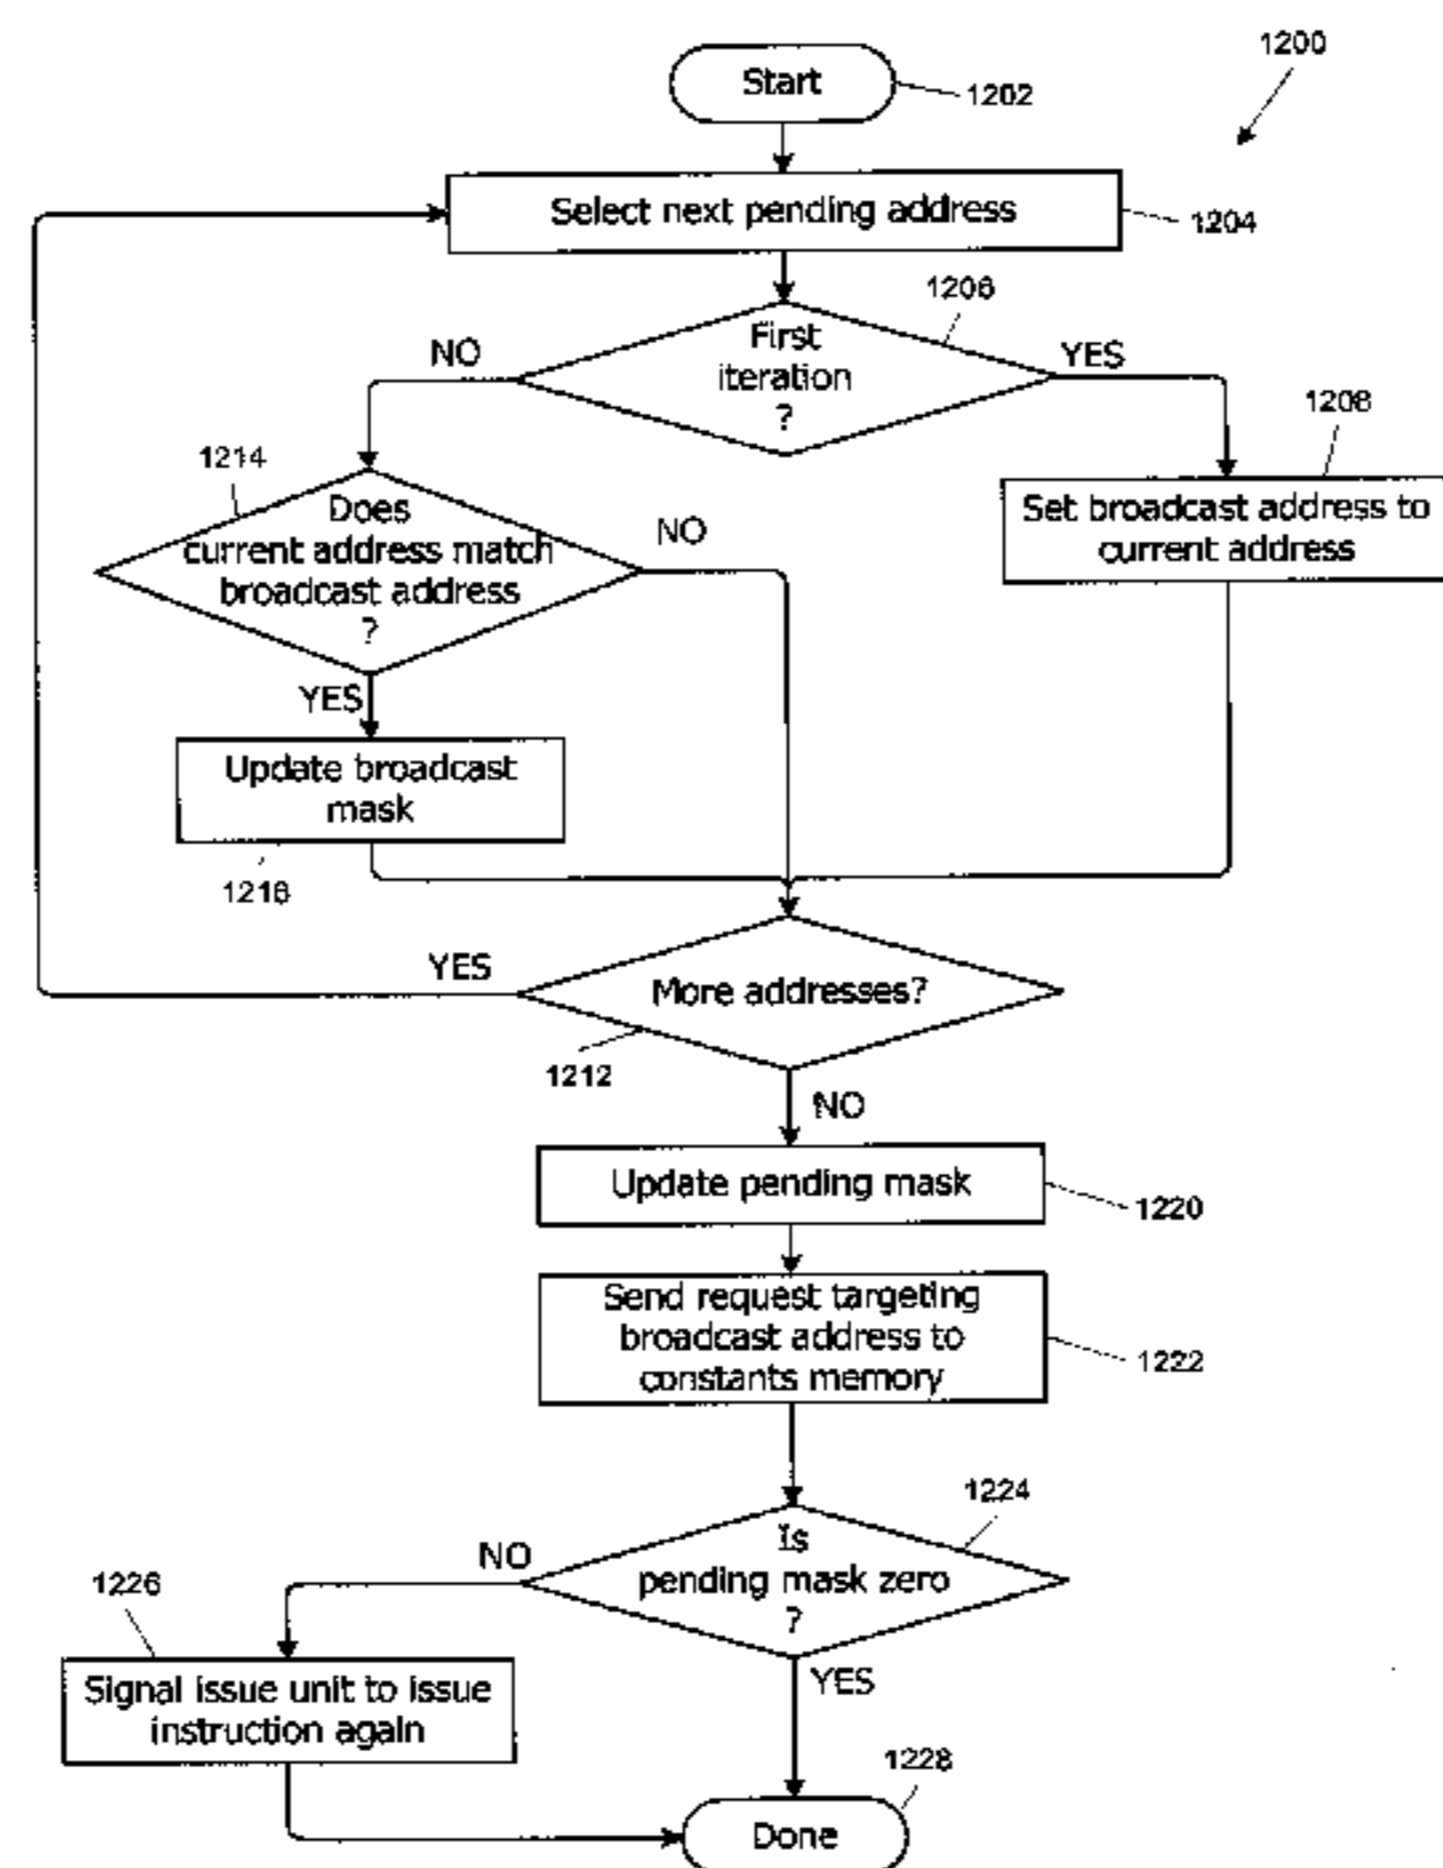 1200
Start
1202
Select next pending address
1204
1206
First
iteration
?
NO
YES
1208
Set broadcast address to
current address
1214
Does
current address match
broadcast address
?
NO
YES
Update broadcast
mask
1216
More addresses?
YES
1212
NO
Update pending mask
1220
Send request targeting
broadcast address to
constants memory
1222
1224
Is
pending mask zero
?
NO
YES
1226
Signal issue unit to issue
instruction again
1228
Done